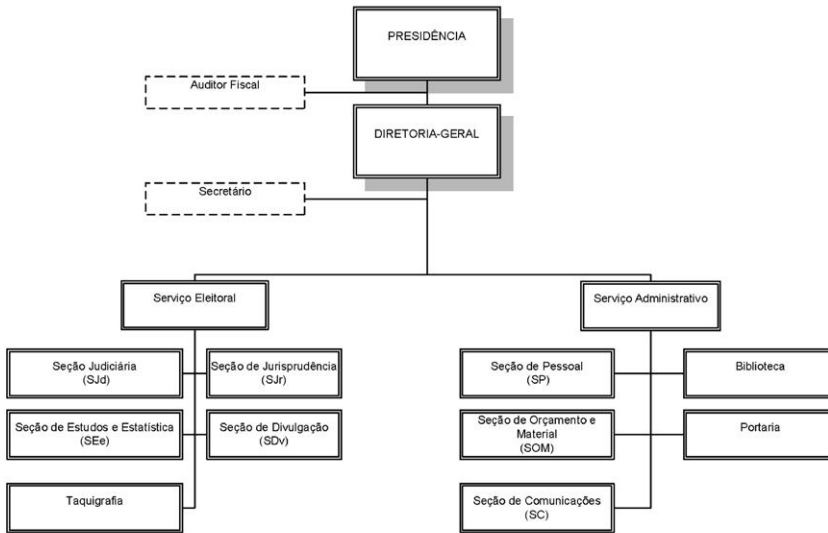 PRESIDÊNCIA
Auditor Fiscal
DIRETORIA-GERAL
Secretário
Serviço Eleitoral
Serviço Administrativo
Seção Judiciária
(SJd)
Seção de Jurisprudência
(SJr)
Seção de Pessoal
(SP)
Biblioteca
Seção de Estudos e Estatística
(SEe)
Seção de Divulgação
(SDv)
Seção de Orçamento e
Material
(SOM)
Portaria
Taquigrafia
Seção de Comunicações
(SC)